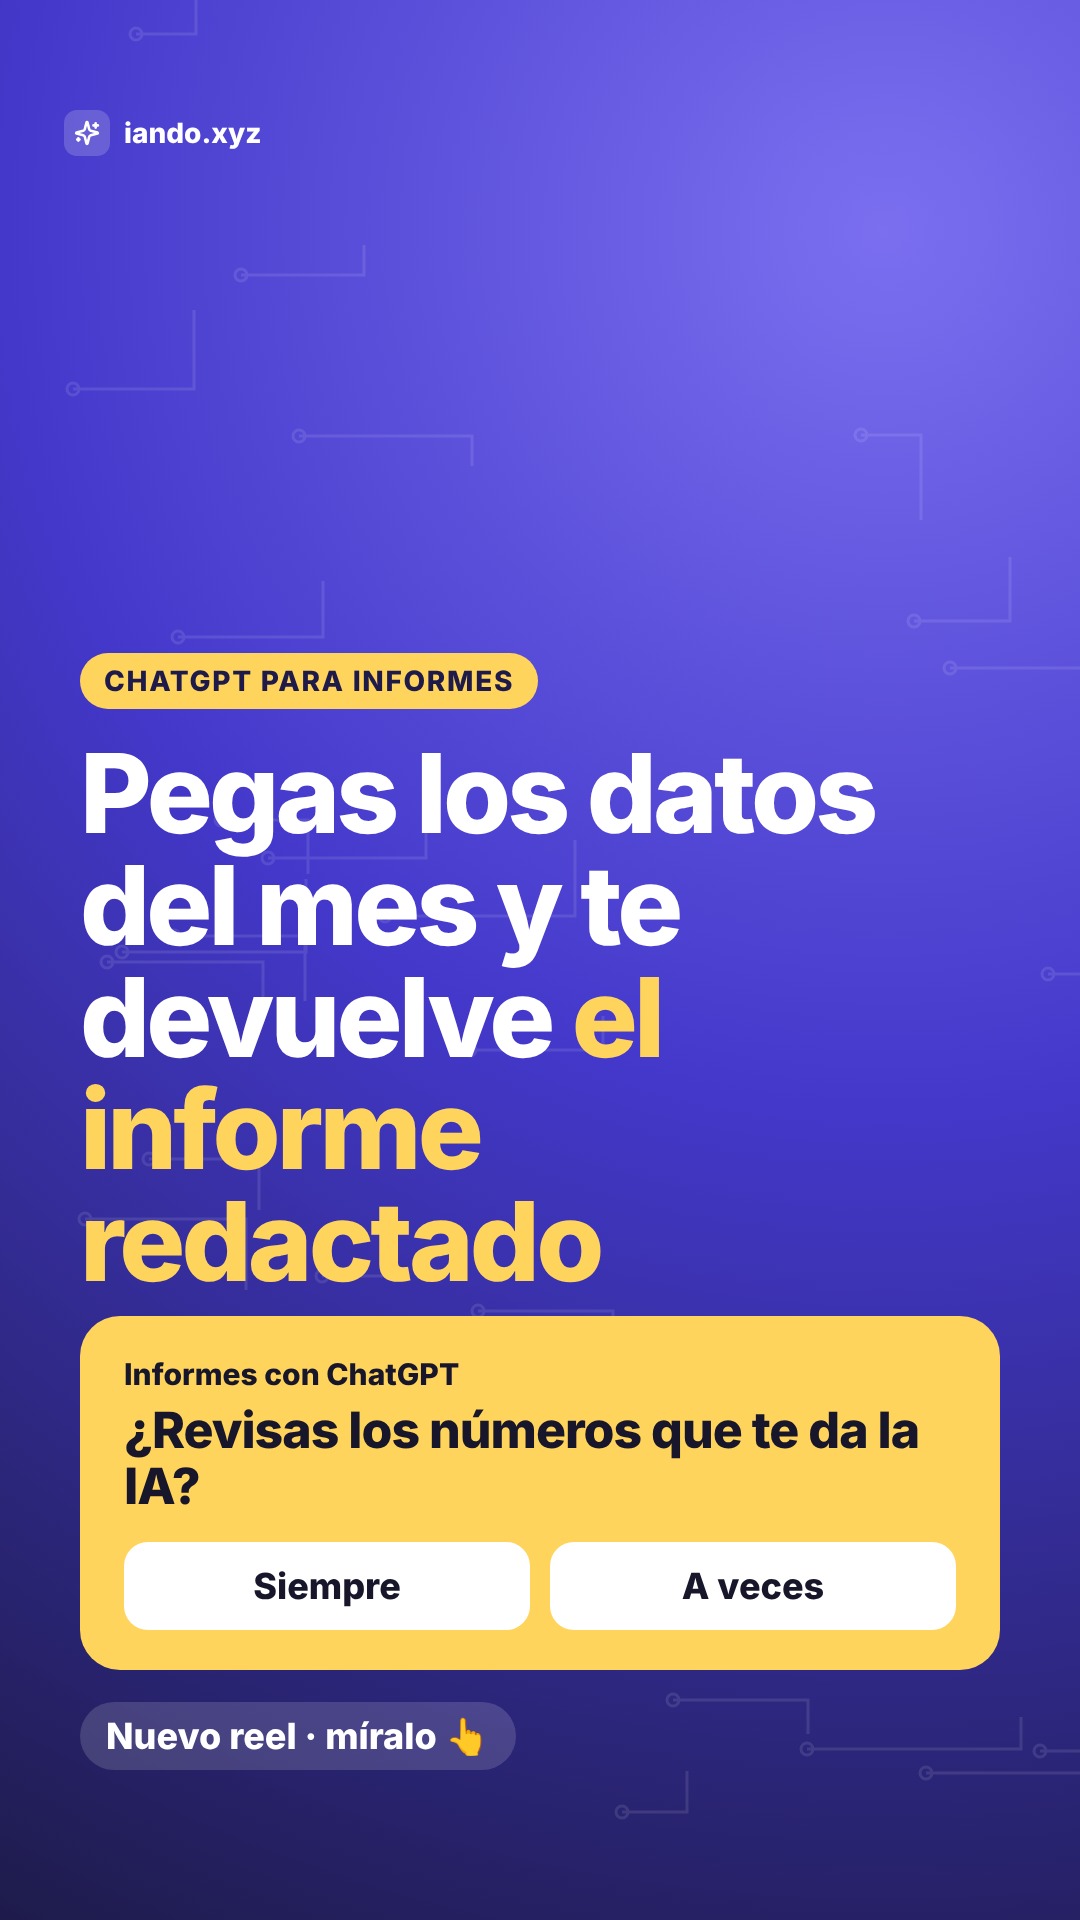 iando.xyz
CHATGPT PARA INFORMES
Pegas los datos
del mes y te
devuelve el
informe
redactado
Informes con ChatGPT
¿Revisas los números que te da la
IA?
Siempre
A veces
Nuevo reel · míralo 👆